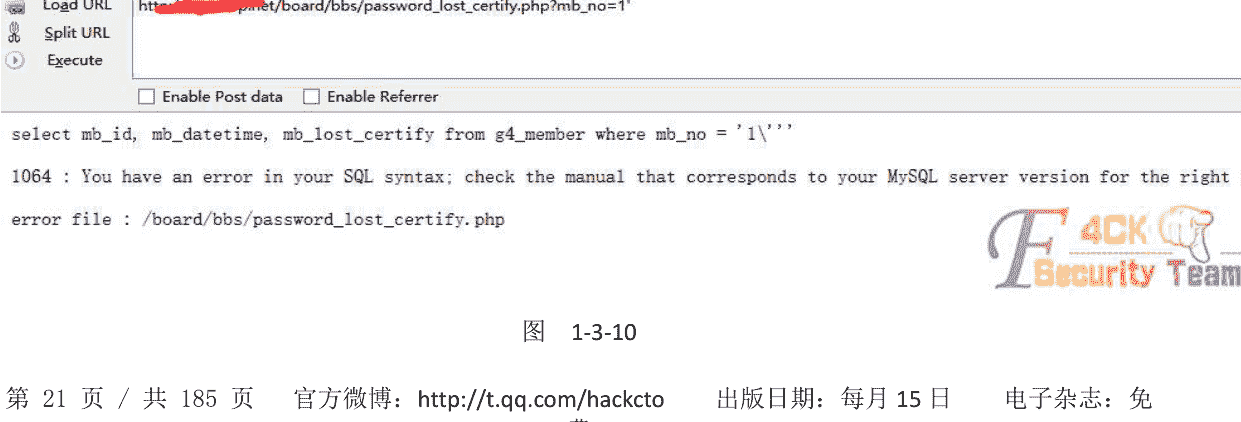 Load URL
.net/board/bbs/password_lost_certify.php?mb_no=1'
Split URL
Execute
Enable Post data Enable Referrer
select mb_id, mb_datetime, mb_lost_certify from g4_member where mb_no = '1\'''
1064 : You have an error in your SQL syntax; check the manual that corresponds to your MySQL server version for the right
error file : /board/bbs/password_lost_certify.php
F4CK
Security Team
图 1-3-10
第 21 页 / 共 185 页 官方微博：http://t.qq.com/hackcto 出版日期：每月 15 日 电子杂志：免